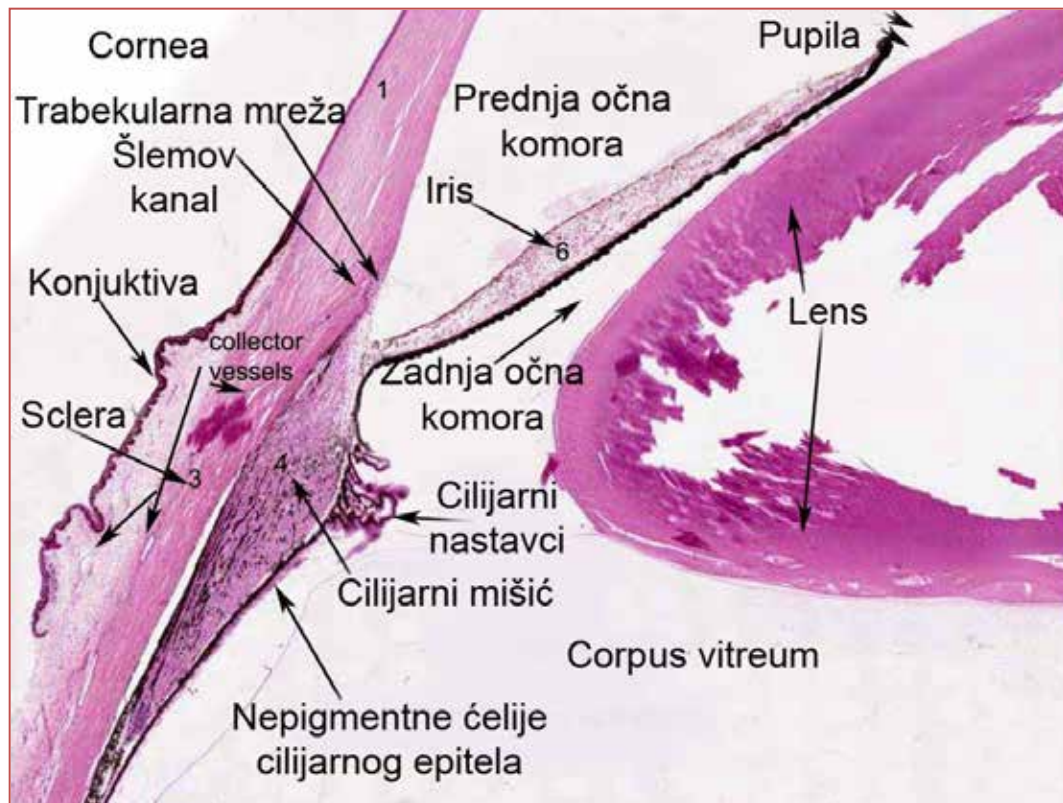 Cornea
1
Pupila
Trabekularna mreža
Prednja očna
komora
Šlemov
kanal
Iris
6
Konjuktiva
collector
vessels
Lens
Zadnja očna
komora
Sclera
3
4
Cilijarni
nastavci
Cilijarni mišić
Corpus vitreum
Nepigmentne ćelije
cilijarnog epitela